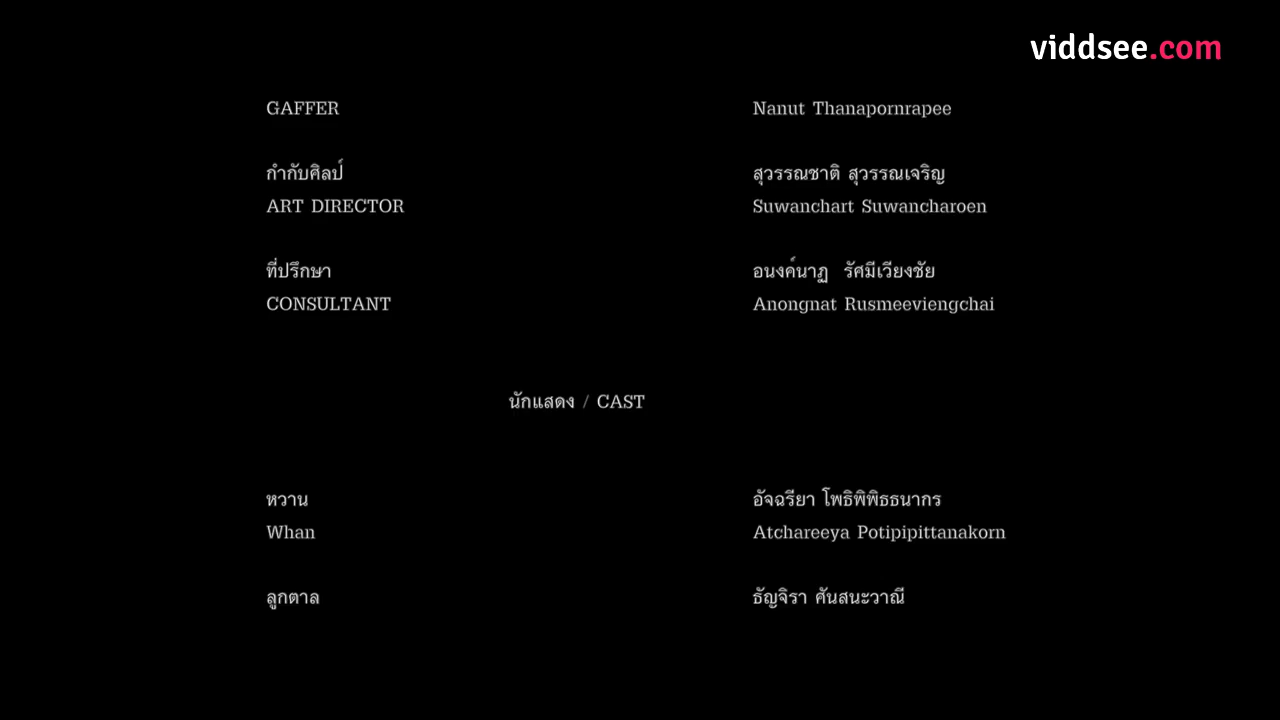 viddsee.com
GAFFER Nanut Thanapornrapee
กำกับศิลป์ สุวรรณชาติ สุวรรณเจริญ
ART DIRECTOR Suwanchart Suwancharoen
ที่ปรึกษา อนงค์นาฏ รัศมีเวียงชัย
CONSULTANT Anongnat Rusmeeviengchai
นักแสดง / CAST
หวาน อัจฉรียา โพธิพิพิธธนากร
Whan Atchareeya Potipipittanakorn
ลูกตาล ธัญจิรา ศันสนะวาณี